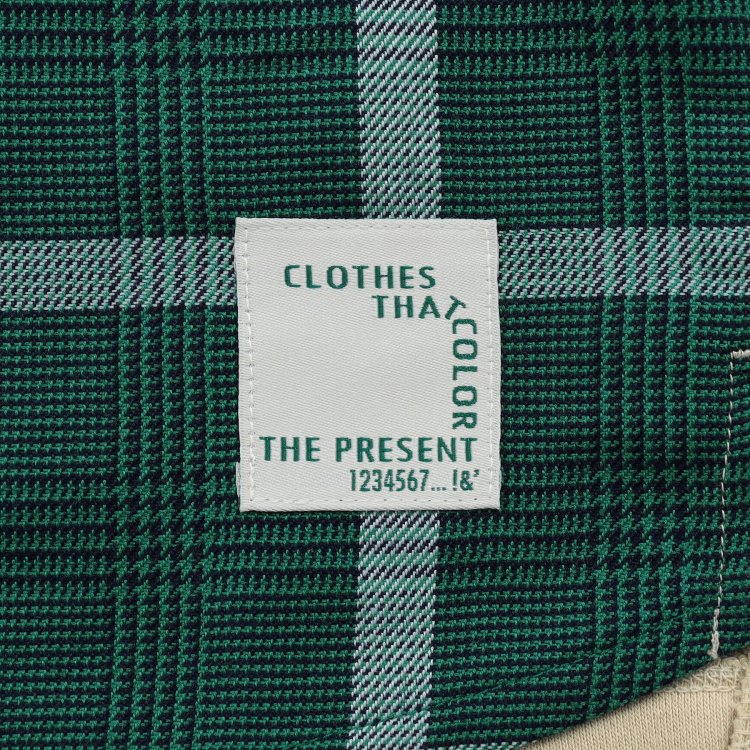 CLOTHES
THAT
COLOR
THE PRESENT
1234567... !&'